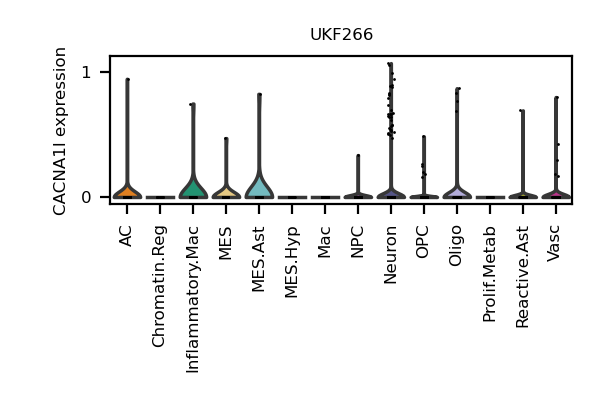 UKF266
CACNA1I expression
1
0
AC
Chromatin.Reg
Inflammatory.Mac
MES
MES.Ast
MES.Hyp
Mac
NPC
Neuron
OPC
Oligo
Prolif.Metab
Reactive.Ast
Vasc